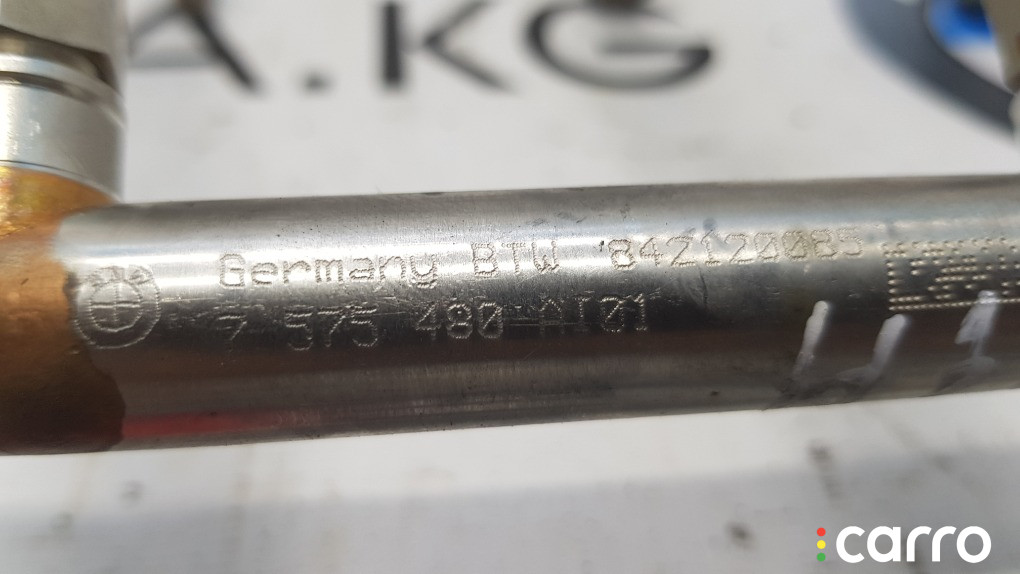 A.KG
Germany BTW 842120085
7 575 480 AI01
carro